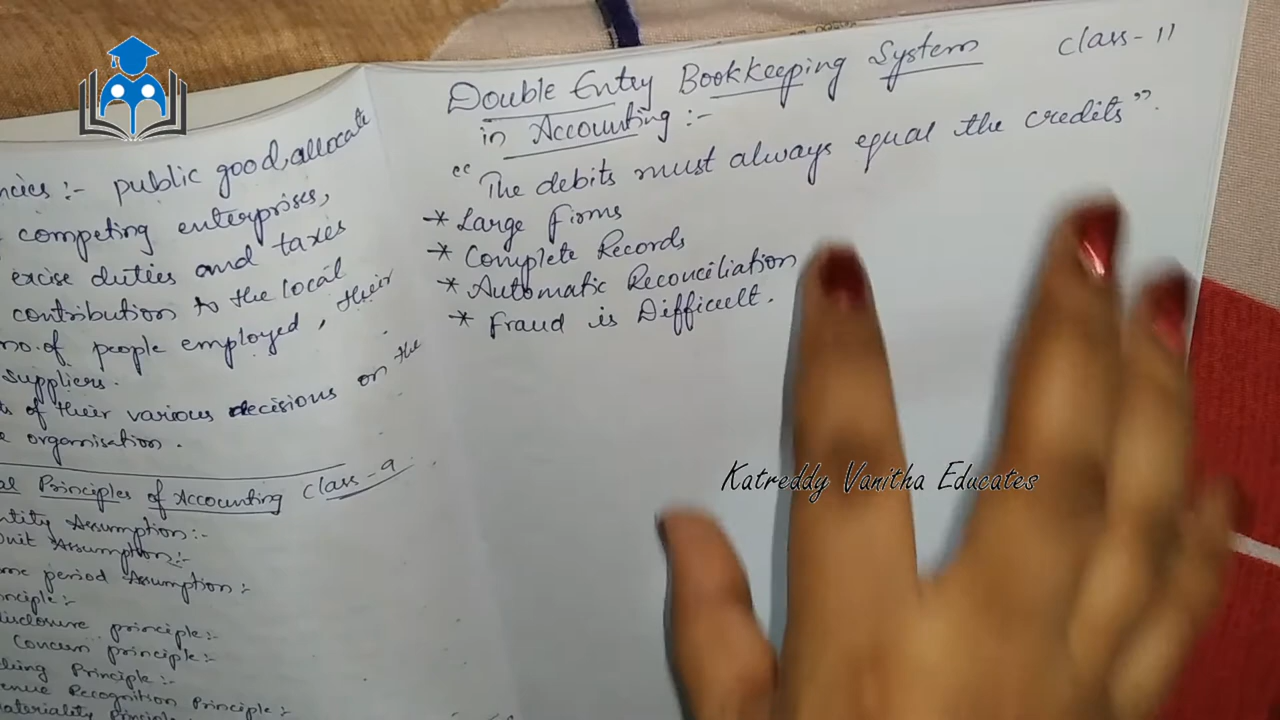 public good, allocate
competing enterprises,
excise duties and taxes
contribution to the local
no. of people employed, their
suppliers.
of their various decisions on the
organisation.
Principles of Accounting Class-9
Assumption:-
Assumption:-
period Assumption:-
principle:-
Concern principle:-
Principle:-
Recognition Principle:-
Double Entry Bookkeeping System Class-11
in Accounting:-
"The debits must always equal the credits".
* Large Firms
* Complete Records
* Automatic Reconciliation
* Fraud is Difficult.
Katreddy Vanitha Educates